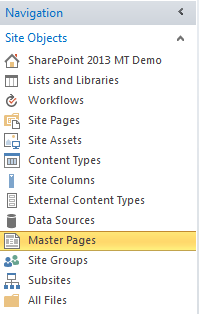 Navigation
Site Objects
SharePoint 2013 MT Demo
Lists and Libraries
Workflows
Site Pages
Site Assets
Content Types
Site Columns
External Content Types
Data Sources
Master Pages
Site Groups
Subsites
All Files